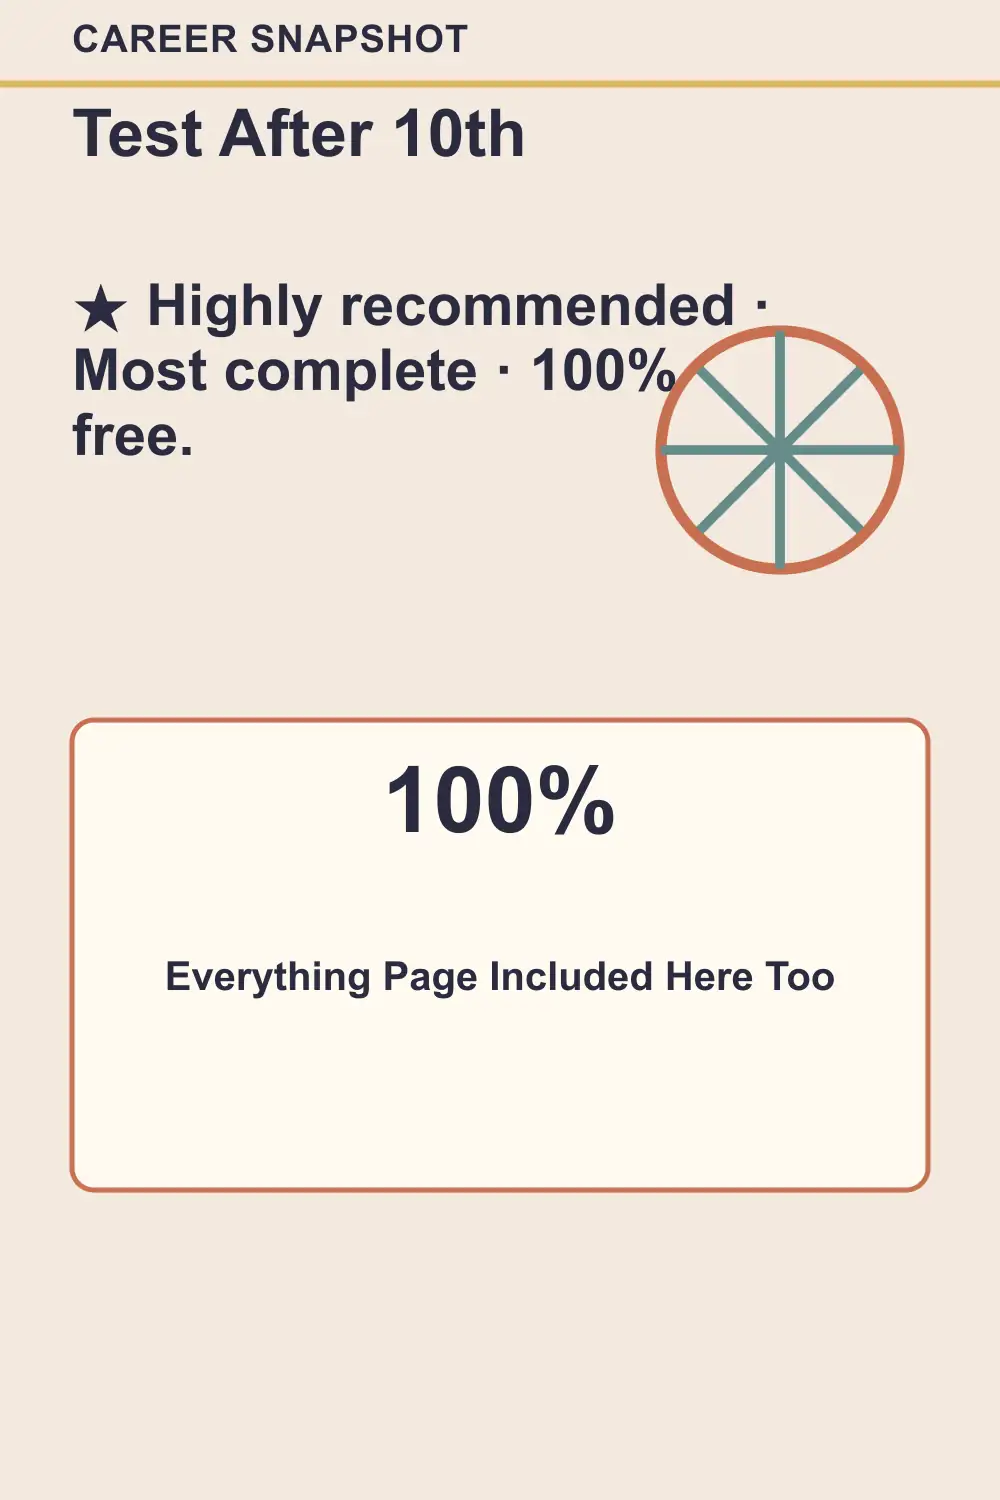 CAREER SNAPSHOT
Test After 10th
★ Highly recommended ·
Most complete · 100%
free.
100%
Everything Page Included Here Too